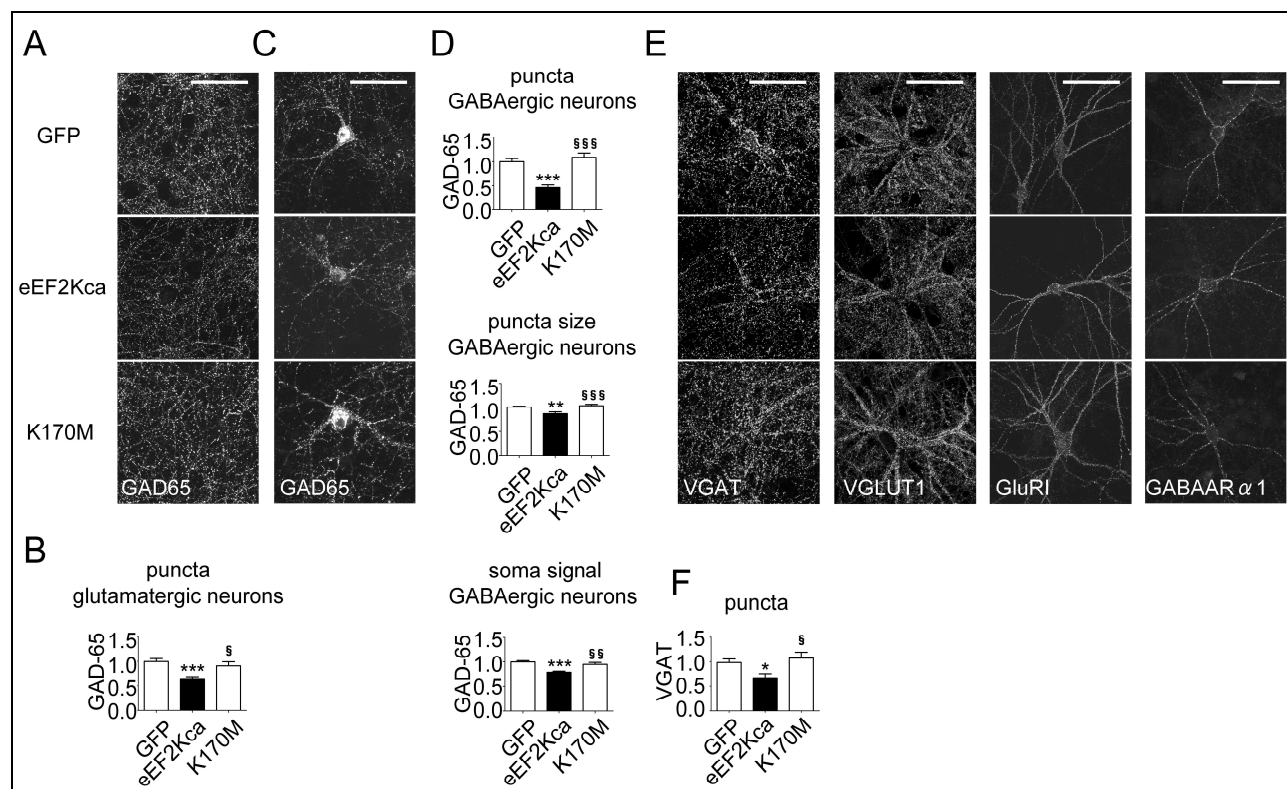 A
C
D
E
GFP
eEF2Kca
K170M
GAD65
GAD65
puncta
GABAergic neurons
GAD-65
1.5
1.0
0.5
0.0
***
§§§
GFP
eEF2Kca
K170M
puncta size
GABAergic neurons
GAD-65
1.5
1.0
0.5
0.0
**
§§§
GFP
eEF2Kca
K170M
VGAT
VGLUT1
GluRI
GABAAR α1
B
puncta
glutamatergic neurons
GAD-65
1.5
1.0
0.5
0.0
***
§
GFP
eEF2Kca
K170M
soma signal
GABAergic neurons
GAD-65
1.5
1.0
0.5
0.0
***
§§
GFP
eEF2Kca
K170M
F
puncta
VGAT
1.5
1.0
0.5
0.0
*
§
GFP
eEF2Kca
K170M